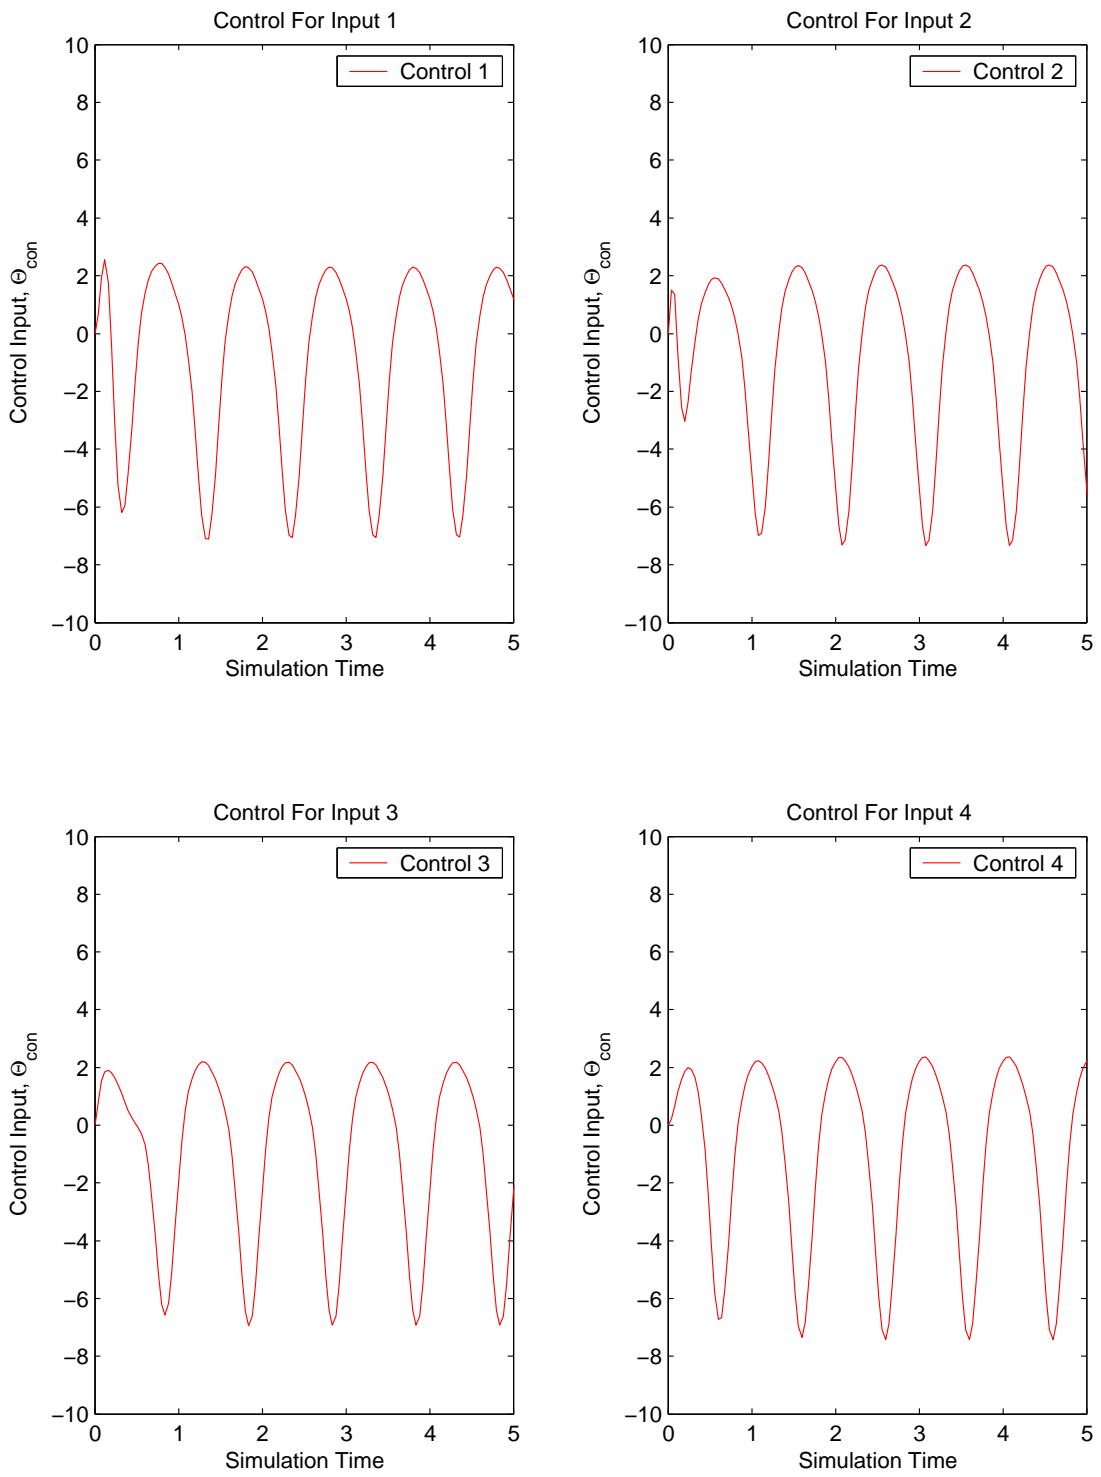 Control For Input 1
10
8
6
4
2
0
−2
−4
−6
−8
−10
Control Input, Θcon
Control 1
0 1 2 3 4 5
Simulation Time
Control For Input 2
10
8
6
4
2
0
−2
−4
−6
−8
−10
Control Input, Θcon
Control 2
0 1 2 3 4 5
Simulation Time
Control For Input 3
10
8
6
4
2
0
−2
−4
−6
−8
−10
Control Input, Θcon
Control 3
0 1 2 3 4 5
Simulation Time
Control For Input 4
10
8
6
4
2
0
−2
−4
−6
−8
−10
Control Input, Θcon
Control 4
0 1 2 3 4 5
Simulation Time